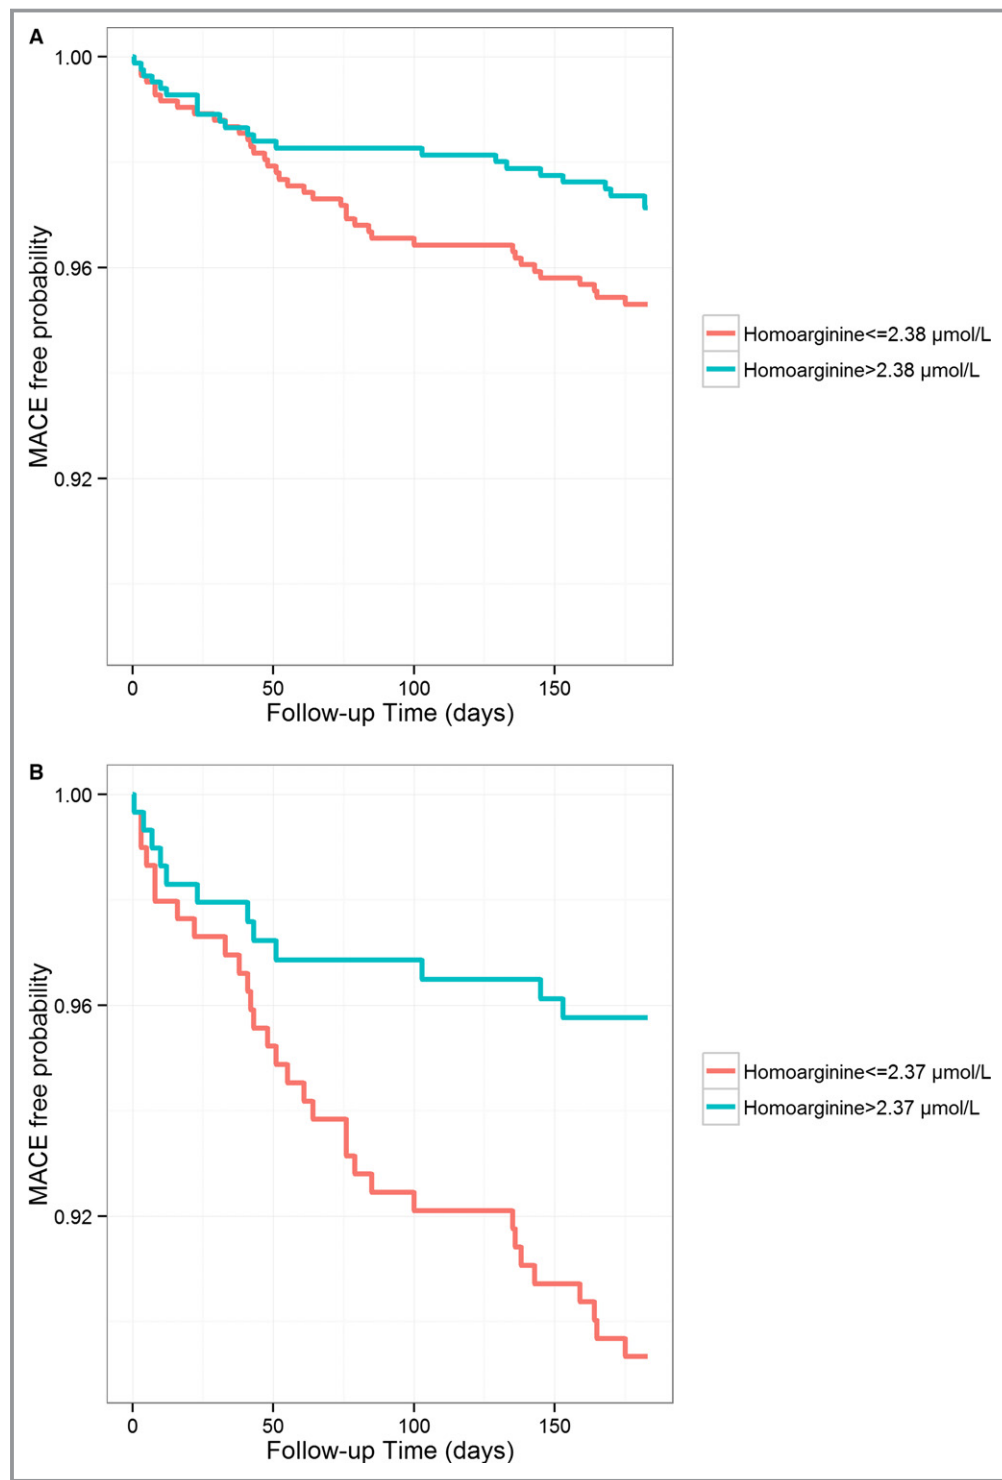 A
1.00
0.96
0.92
MACE free probability
0
50
100
150
Follow-up Time (days)
Homoarginine<=2.38 µmol/L
Homoarginine>2.38 µmol/L
B
1.00
0.96
0.92
MACE free probability
0
50
100
150
Follow-up Time (days)
Homoarginine<=2.37 µmol/L
Homoarginine>2.37 µmol/L